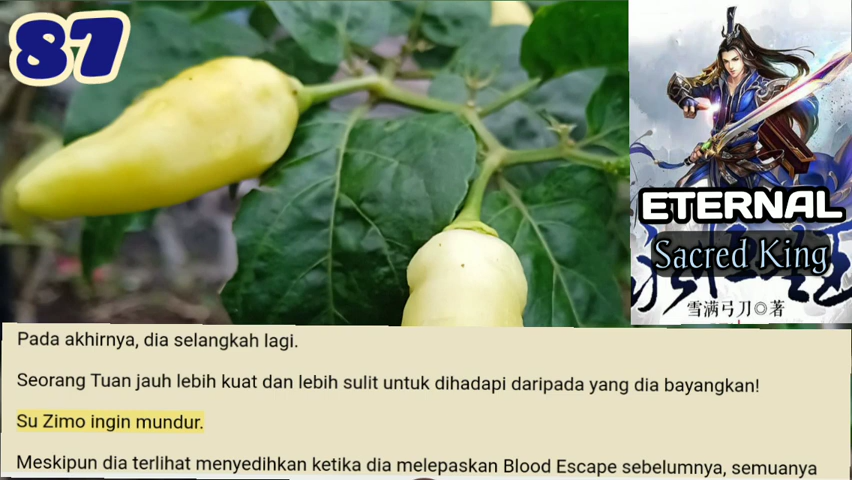 87
ETERNAL
Sacred King
雪满弓刀◎著
Pada akhirnya, dia selangkah lagi.
Seorang Tuan jauh lebih kuat dan lebih sulit untuk dihadapi daripada yang dia bayangkan!
Su Zimo ingin mundur.
Meskipun dia terlihat menyedihkan ketika dia melepaskan Blood Escape sebelumnya, semuanya